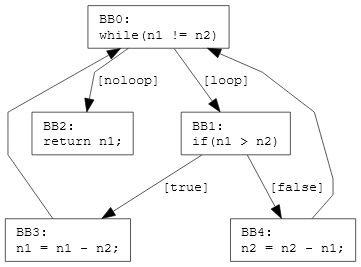 BB0:
while(n1 != n2)
[noloop]
[loop]
BB2:
return n1;
BB1:
if(n1 > n2)
[true]
[false]
BB3:
n1 = n1 - n2;
BB4:
n2 = n2 - n1;